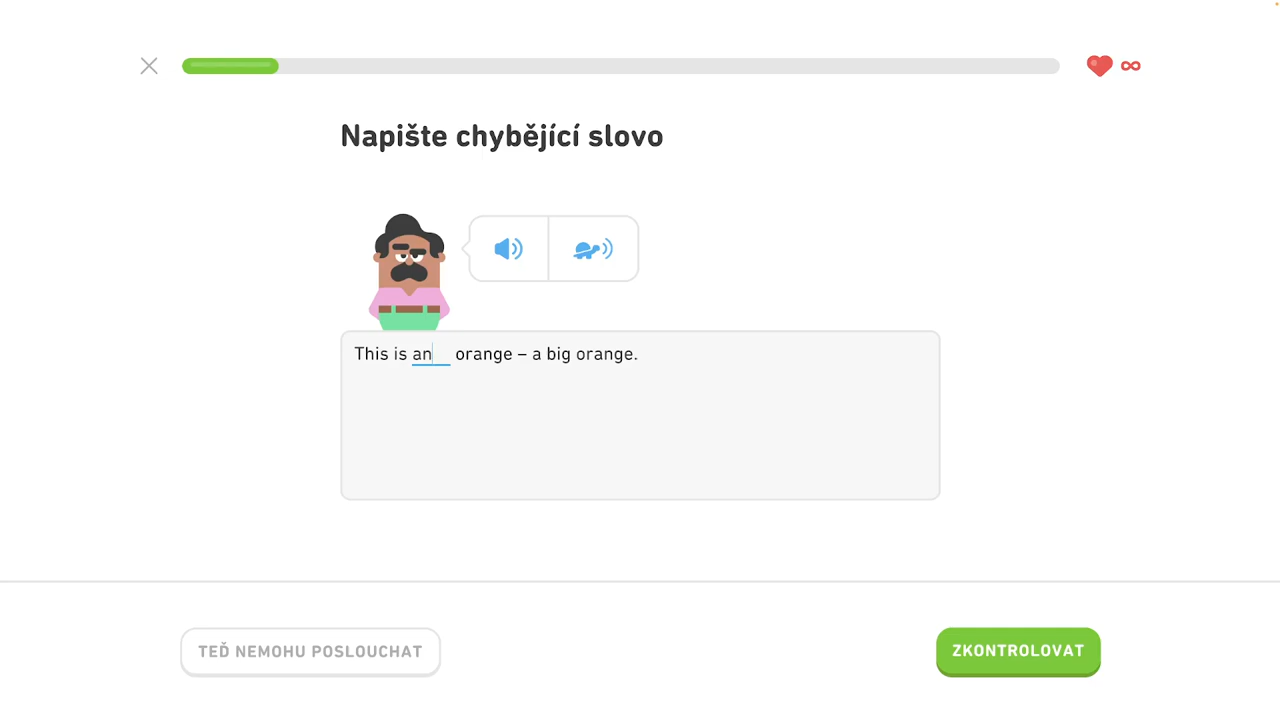 Napište chybějící slovo
This is an orange – a big orange.
TEĎ NEMOHU POSLOUCHAT
ZKONTROLOVAT